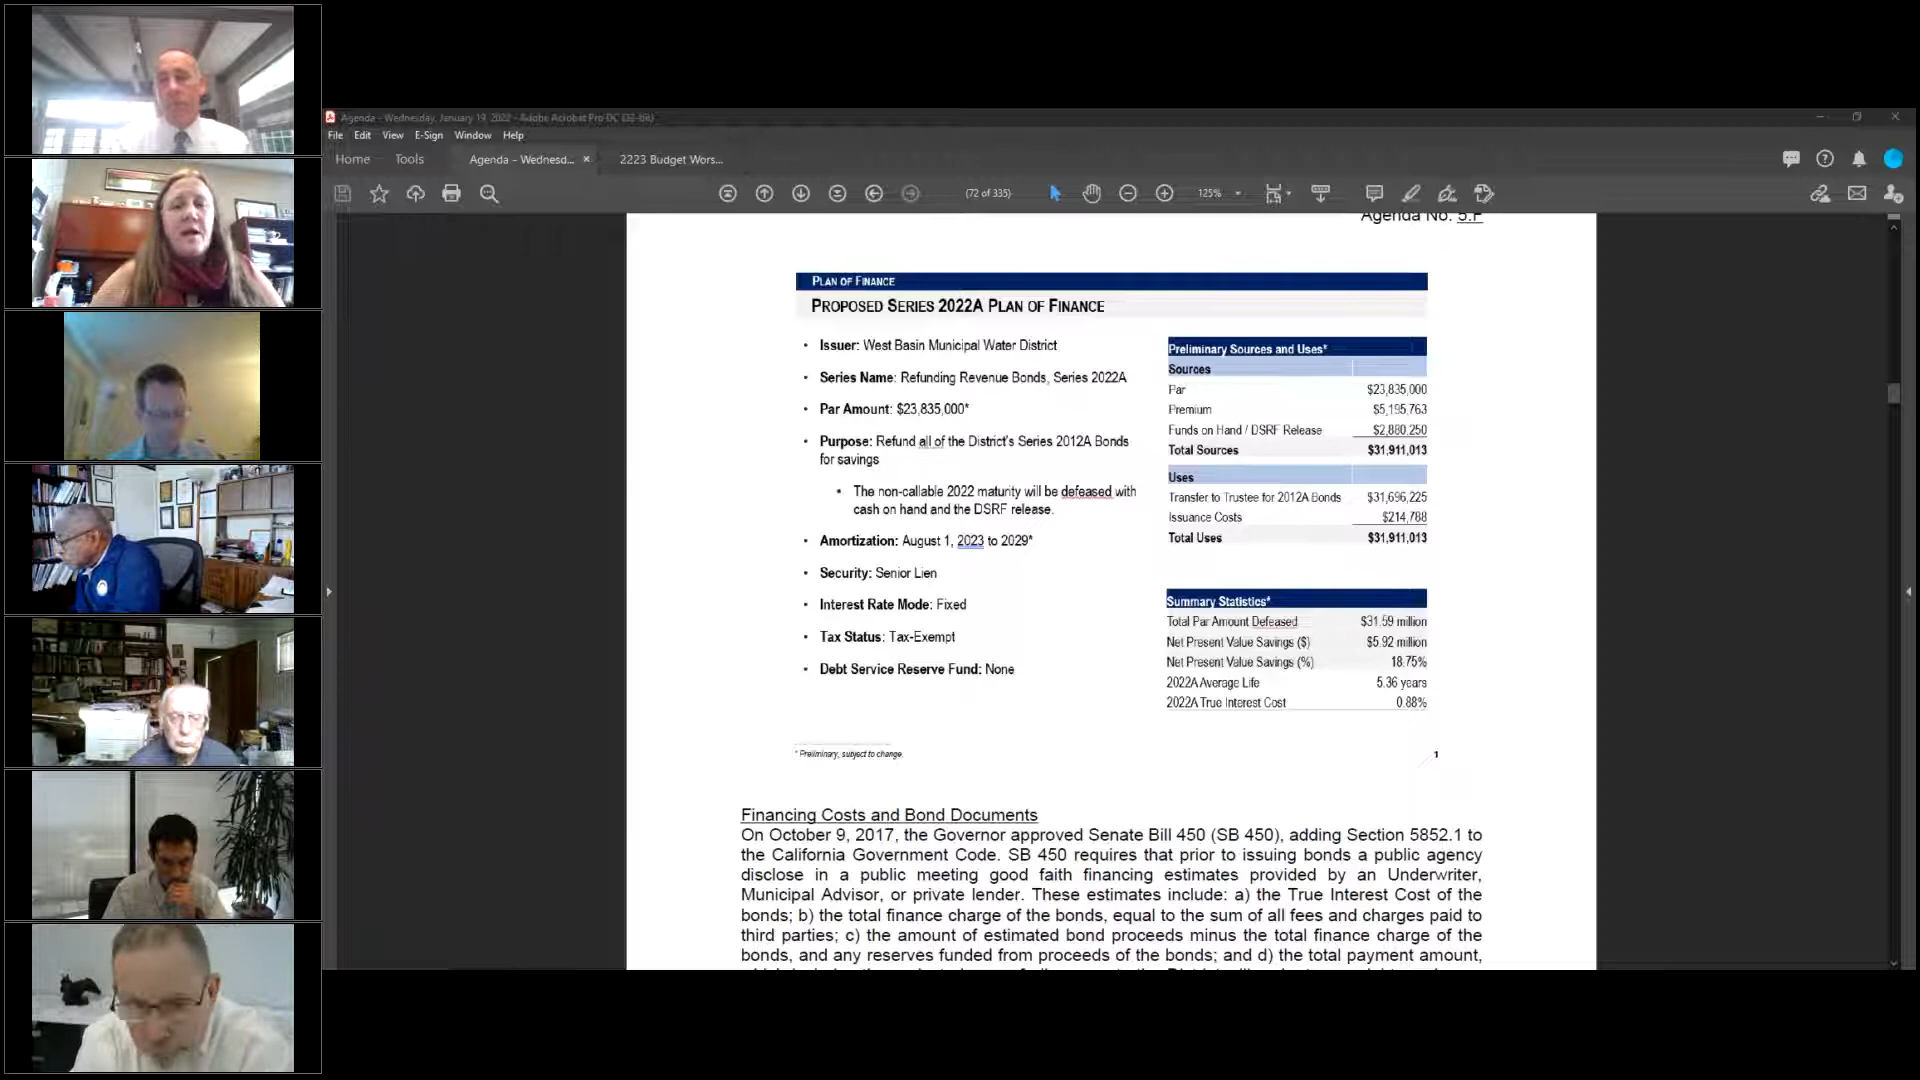 Agenda - Wednesday, January 19, 2022 - Adobe Acrobat Pro DC (32-bit)
File Edit View E-Sign Window Help
Home Tools Agenda - Wednesd... × 2223 Budget Wors...
(72 of 335) 125%
Agenda No. 5.F
PLAN OF FINANCE
PROPOSED SERIES 2022A PLAN OF FINANCE
• Issuer: West Basin Municipal Water District
• Series Name: Refunding Revenue Bonds, Series 2022A
• Par Amount: $23,835,000*
• Purpose: Refund all of the District's Series 2012A Bonds
for savings
• The non-callable 2022 maturity will be defeased with
cash on hand and the DSRF release.
• Amortization: August 1, 2023 to 2029*
• Security: Senior Lien
• Interest Rate Mode: Fixed
• Tax Status: Tax-Exempt
• Debt Service Reserve Fund: None
Preliminary Sources and Uses*
Sources
Par $23,835,000
Premium $5,195,763
Funds on Hand / DSRF Release $2,880,250
Total Sources $31,911,013
Uses
Transfer to Trustee for 2012A Bonds $31,696,225
Issuance Costs $214,788
Total Uses $31,911,013
Summary Statistics*
Total Par Amount Defeased $31.59 million
Net Present Value Savings ($) $5.92 million
Net Present Value Savings (%) 18.75%
2022A Average Life 5.36 years
2022A True Interest Cost 0.88%
* Preliminary, subject to change.
1
Financing Costs and Bond Documents
On October 9, 2017, the Governor approved Senate Bill 450 (SB 450), adding Section 5852.1 to
the California Government Code. SB 450 requires that prior to issuing bonds a public agency
disclose in a public meeting good faith financing estimates provided by an Underwriter,
Municipal Advisor, or private lender. These estimates include: a) the True Interest Cost of the
bonds; b) the total finance charge of the bonds, equal to the sum of all fees and charges paid to
third parties; c) the amount of estimated bond proceeds minus the total finance charge of the
bonds, and any reserves funded from proceeds of the bonds; and d) the total payment amount,